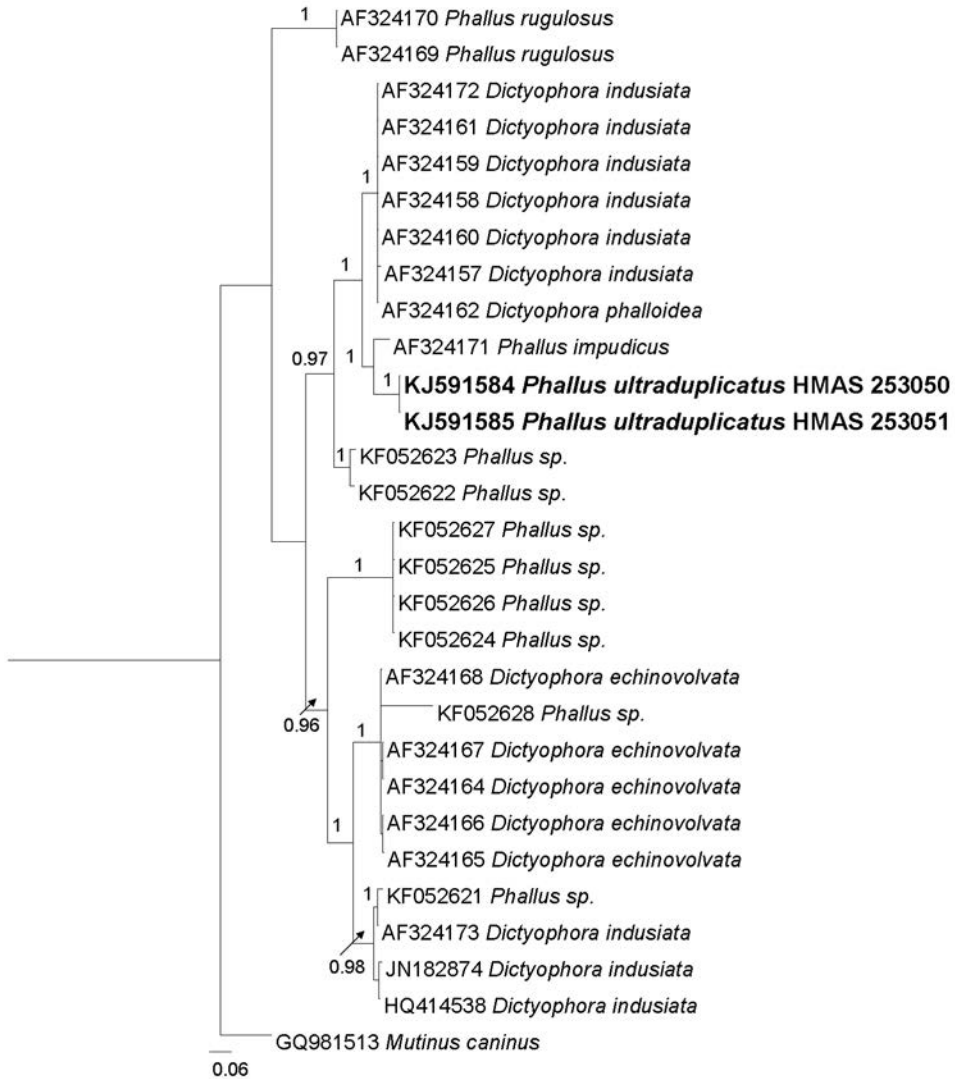 1
AF324170 Phallus rugulosus
AF324169 Phallus rugulosus
AF324172 Dictyophora indusiata
AF324161 Dictyophora indusiata
AF324159 Dictyophora indusiata
1
AF324158 Dictyophora indusiata
AF324160 Dictyophora indusiata
1
AF324157 Dictyophora indusiata
AF324162 Dictyophora phalloidea
0.97
1
AF324171 Phallus impudicus
1
KJ591584 Phallus ultraduplicatus HMAS 253050
KJ591585 Phallus ultraduplicatus HMAS 253051
1
KF052623 Phallus sp.
KF052622 Phallus sp.
KF052627 Phallus sp.
1
KF052625 Phallus sp.
KF052626 Phallus sp.
KF052624 Phallus sp.
AF324168 Dictyophora echinovolvata
0.96
KF052628 Phallus sp.
1
AF324167 Dictyophora echinovolvata
AF324164 Dictyophora echinovolvata
1
AF324166 Dictyophora echinovolvata
AF324165 Dictyophora echinovolvata
1
KF052621 Phallus sp.
AF324173 Dictyophora indusiata
0.98
JN182874 Dictyophora indusiata
HQ414538 Dictyophora indusiata
GQ981513 Mutinus caninus
0.06